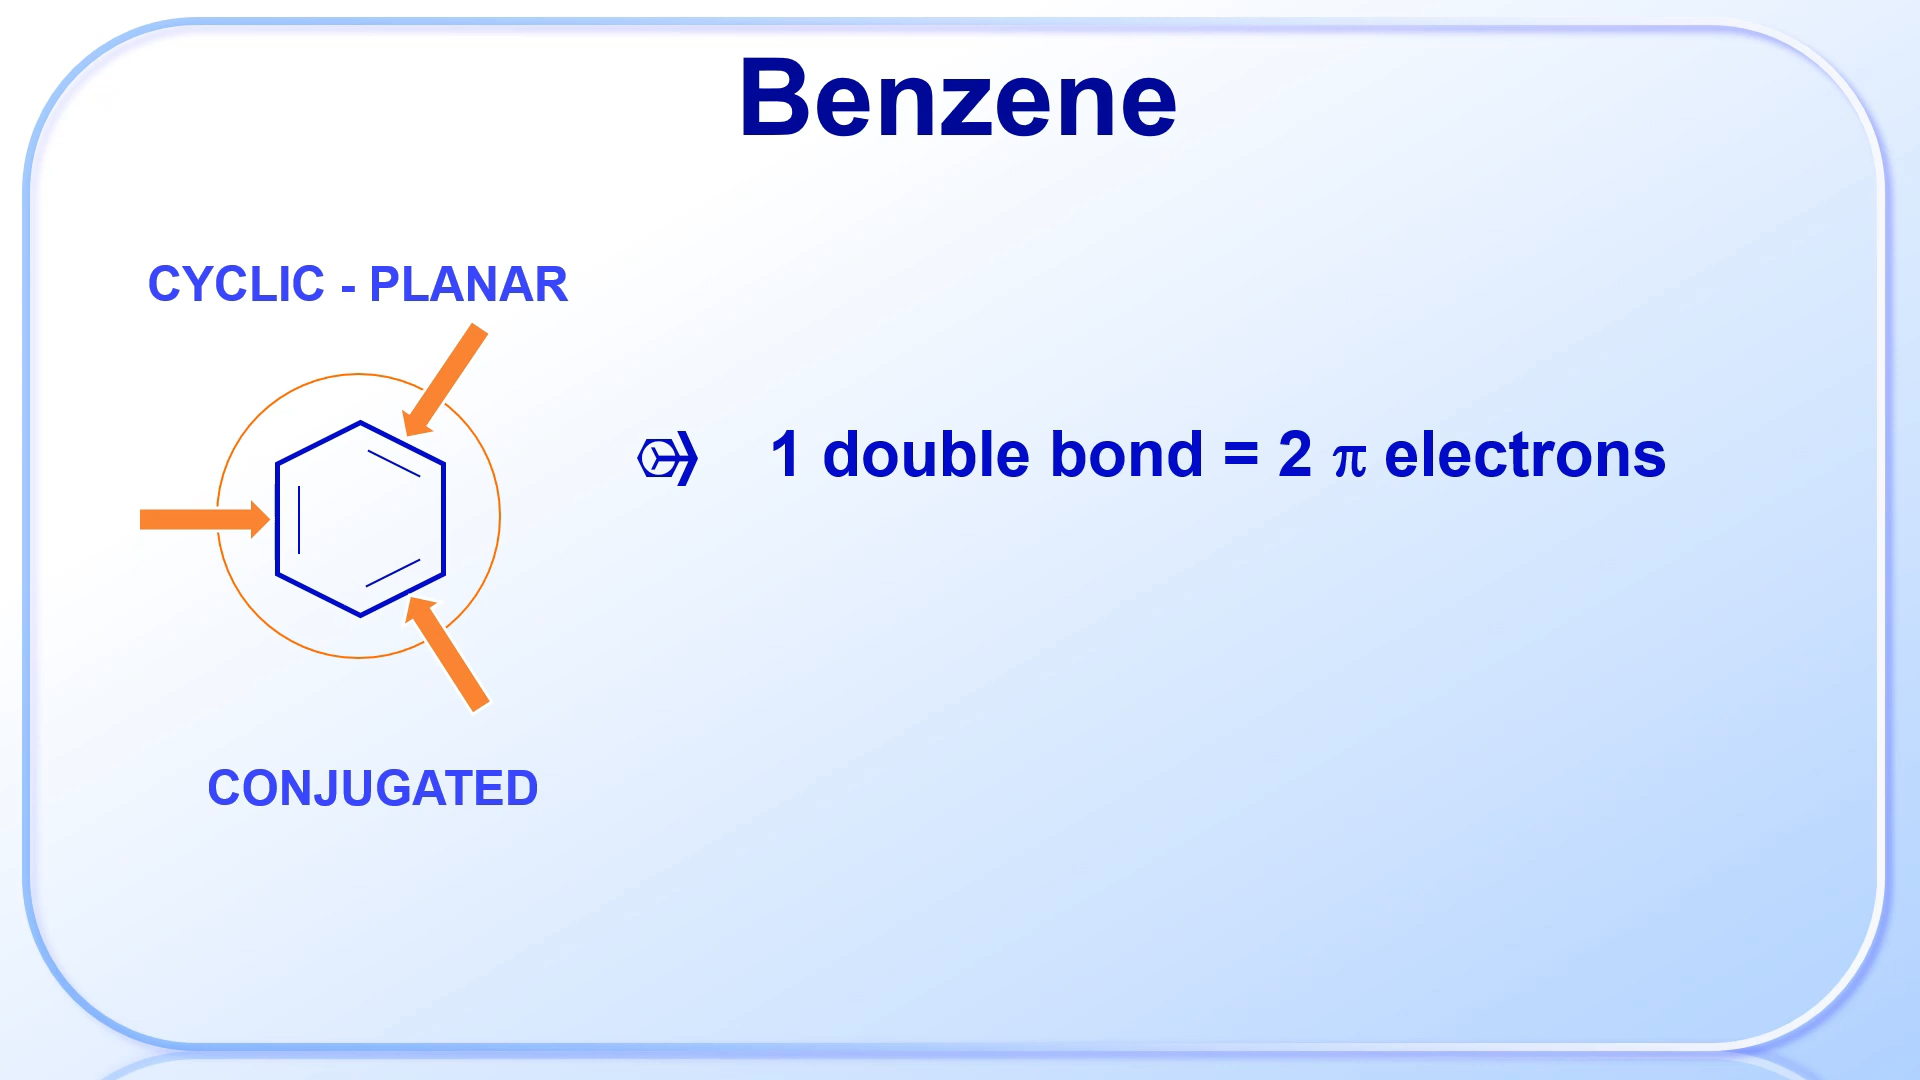 Benzene
CYCLIC - PLANAR
1 double bond = 2 π electrons
CONJUGATED